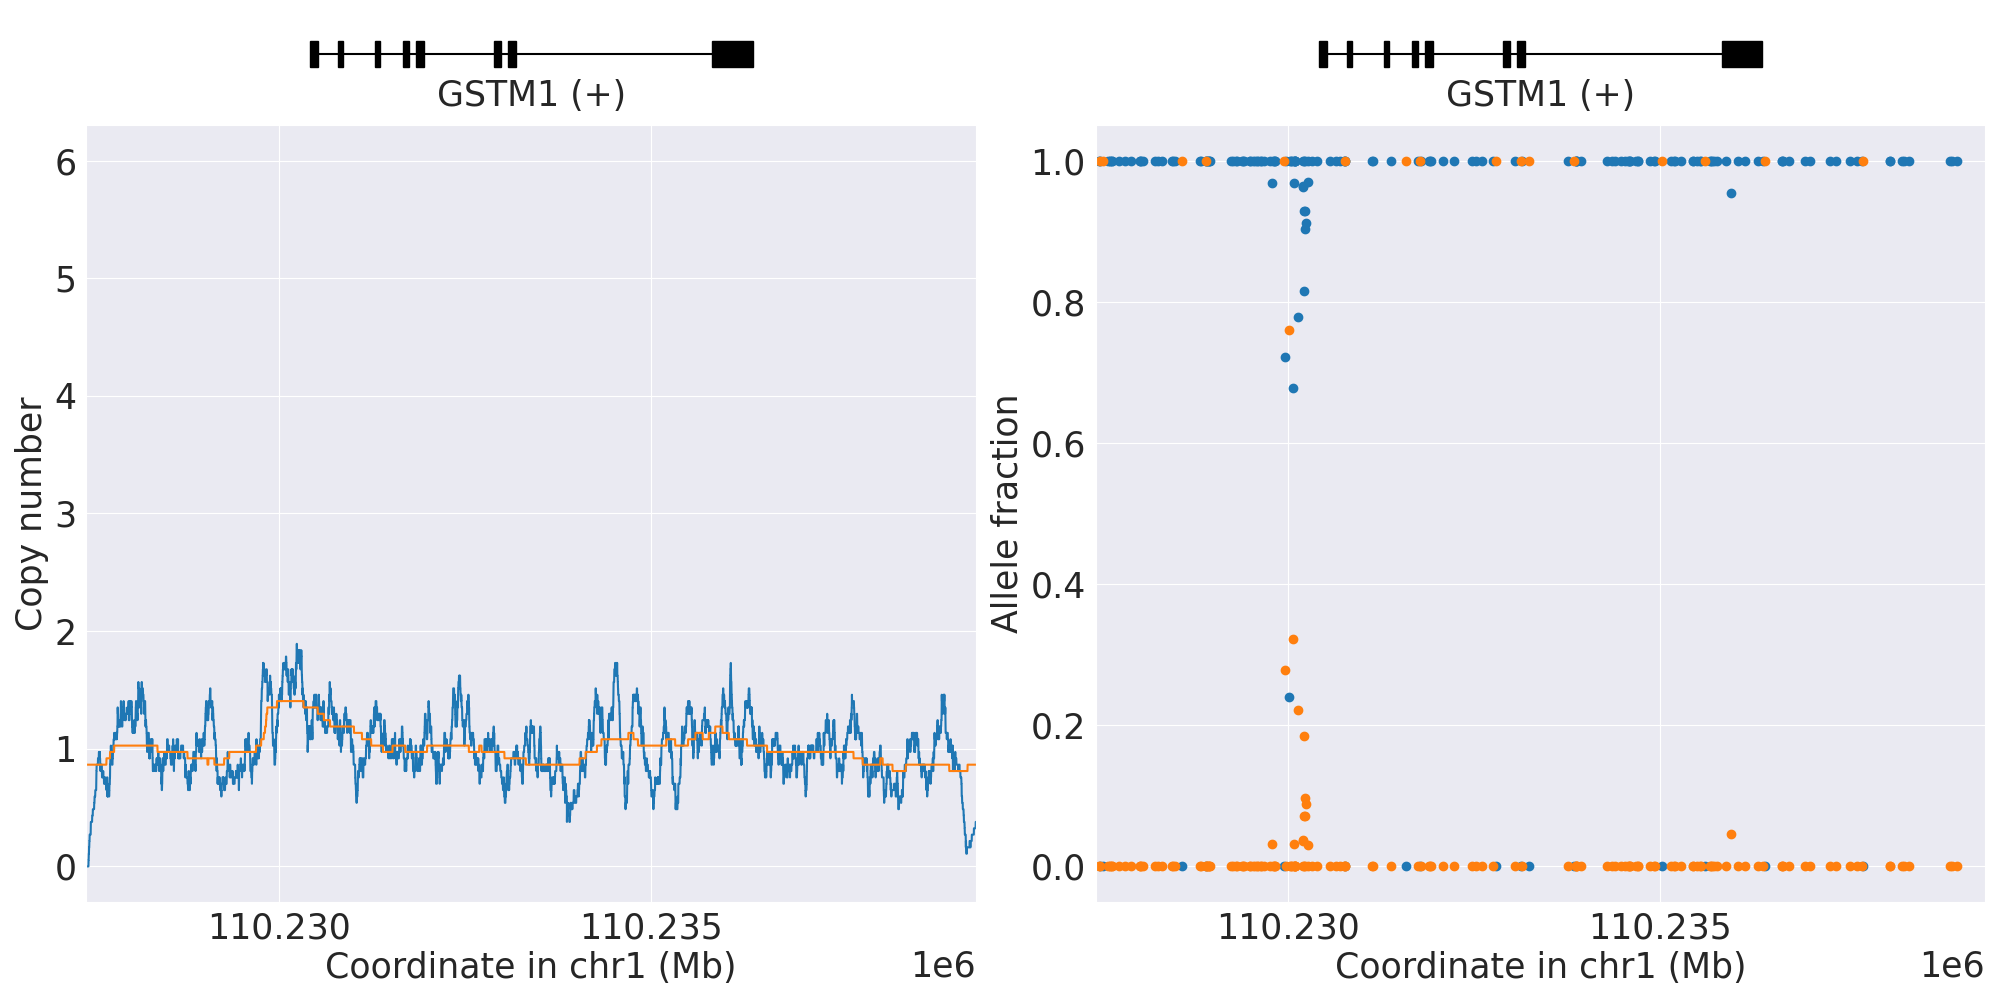 GSTM1 (+)
6
5
4
3
2
1
0
Copy number
110.230
110.235
Coordinate in chr1 (Mb)
1e6
GSTM1 (+)
1.0
0.8
0.6
0.4
0.2
0.0
Allele fraction
110.230
110.235
Coordinate in chr1 (Mb)
1e6